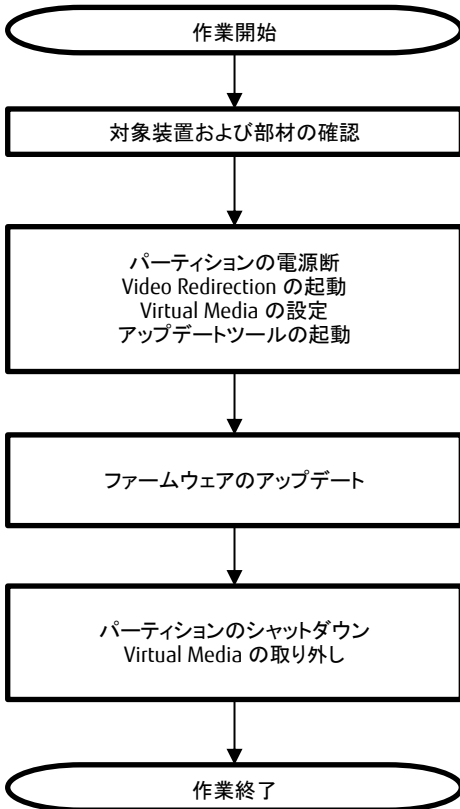 作業開始
対象装置および部材の確認
パーティションの電源断
Video Redirection の起動
Virtual Media の設定
アップデートツールの起動
ファームウェアのアップデート
パーティションのシャットダウン
Virtual Media の取り外し
作業終了